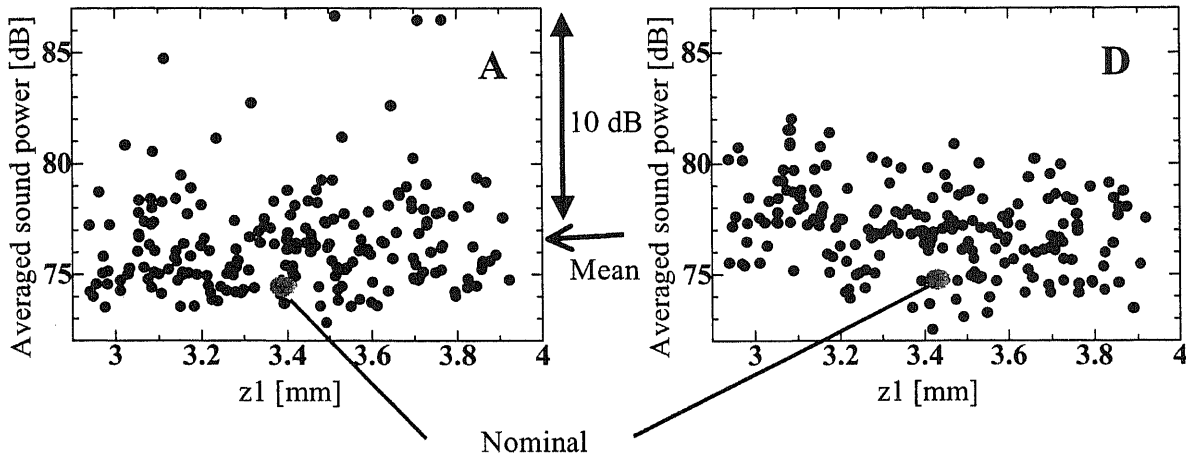 Averaged sound power [dB]
85
80
75
A
3
3.2
3.4
3.6
3.8
4
z1 [mm]
10 dB
Mean
Averaged sound power [dB]
85
80
75
D
3
3.2
3.4
3.6
3.8
4
z1 [mm]
Nominal